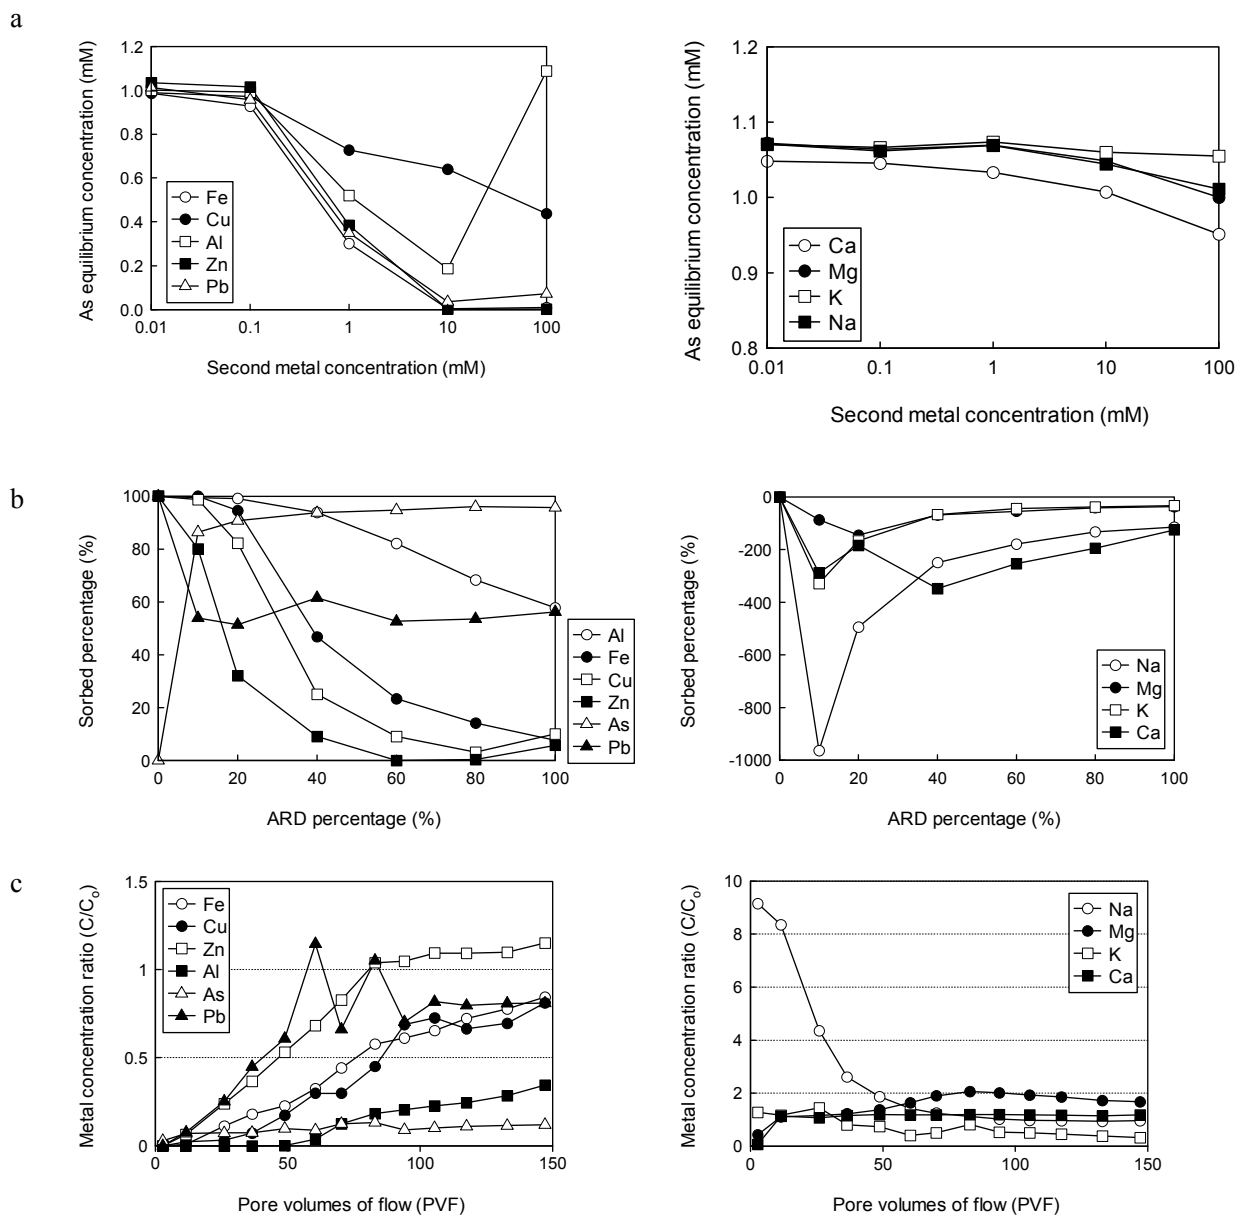 a
As equilibrium concentration (mM)
1.2
1.0
0.8
0.6
0.4
0.2
0.0
Fe
Cu
Al
Zn
Pb
0.01 0.1 1 10 100
Second metal concentration (mM)
As equilibrium concentration (mM)
1.2
1.1
1.0
0.9
0.8
Ca
Mg
K
Na
0.01 0.1 1 10 100
Second metal concentration (mM)
b
Sorbed percentage (%)
100
80
60
40
20
0
Al
Fe
Cu
Zn
As
Pb
0 20 40 60 80 100
ARD percentage (%)
Sorbed percentage (%)
0
-200
-400
-600
-800
-1000
Na
Mg
K
Ca
0 20 40 60 80 100
ARD percentage (%)
c
Metal concentration ratio (C/Co)
1.5
1
0.5
0
Fe
Cu
Zn
Al
As
Pb
0 50 100 150
Pore volumes of flow (PVF)
Metal concentration ratio (C/Co)
10
8
6
4
2
0
Na
Mg
K
Ca
0 50 100 150
Pore volumes of flow (PVF)